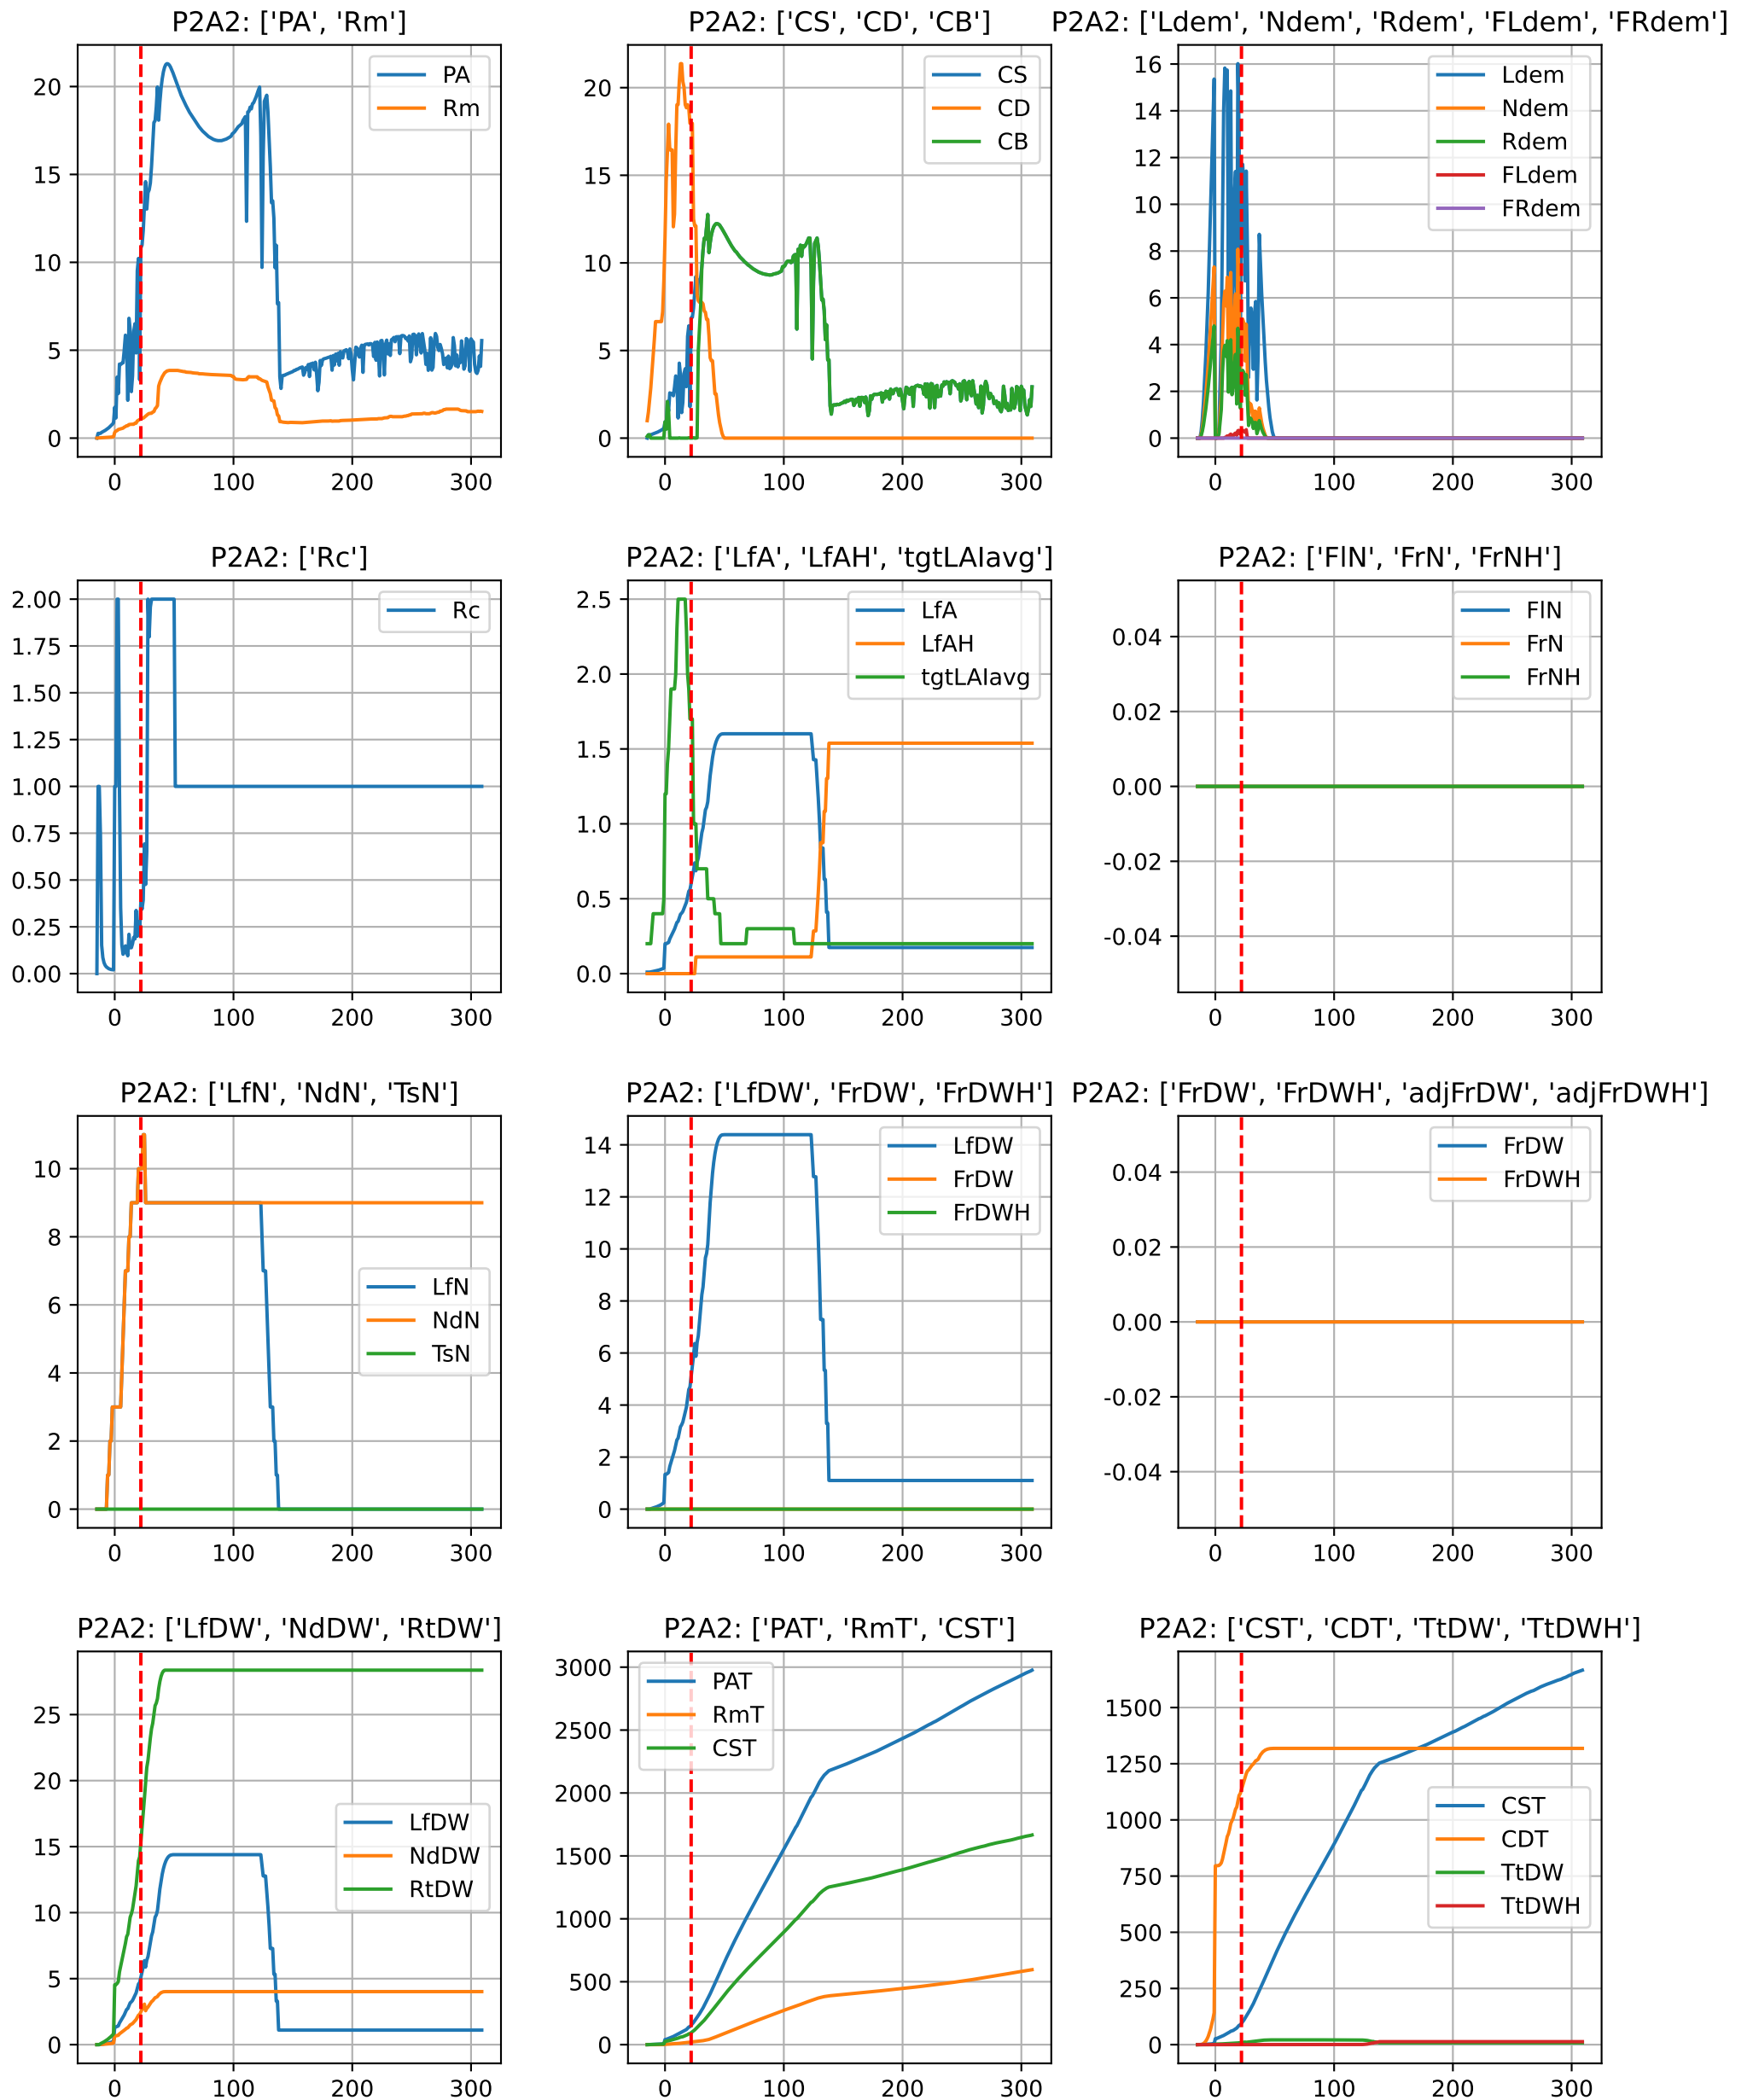 P2A2: ['PA', 'Rm']
PA
Rm
20
15
10
5
0
0 100 200 300
P2A2: ['CS', 'CD', 'CB']
CS
CD
CB
20
15
10
5
0
0 100 200 300
P2A2: ['Ldem', 'Ndem', 'Rdem', 'FLdem', 'FRdem']
Ldem
Ndem
Rdem
FLdem
FRdem
16
14
12
10
8
6
4
2
0
0 100 200 300
P2A2: ['Rc']
Rc
2.00
1.75
1.50
1.25
1.00
0.75
0.50
0.25
0.00
0 100 200 300
P2A2: ['LfA', 'LfAH', 'tgtLAIavg']
LfA
LfAH
tgtLAIavg
2.5
2.0
1.5
1.0
0.5
0.0
0 100 200 300
P2A2: ['FlN', 'FrN', 'FrNH']
FlN
FrN
FrNH
0.04
0.02
0.00
-0.02
-0.04
0 100 200 300
P2A2: ['LfN', 'NdN', 'TsN']
LfN
NdN
TsN
10
8
6
4
2
0
0 100 200 300
P2A2: ['LfDW', 'FrDW', 'FrDWH']
LfDW
FrDW
FrDWH
14
12
10
8
6
4
2
0
0 100 200 300
P2A2: ['FrDW', 'FrDWH', 'adjFrDW', 'adjFrDWH']
FrDW
FrDWH
0.04
0.02
0.00
-0.02
-0.04
0 100 200 300
P2A2: ['LfDW', 'NdDW', 'RtDW']
LfDW
NdDW
RtDW
25
20
15
10
5
0
0 100 200 300
P2A2: ['PAT', 'RmT', 'CST']
PAT
RmT
CST
3000
2500
2000
1500
1000
500
0
0 100 200 300
P2A2: ['CST', 'CDT', 'TtDW', 'TtDWH']
CST
CDT
TtDW
TtDWH
1500
1250
1000
750
500
250
0
0 100 200 300